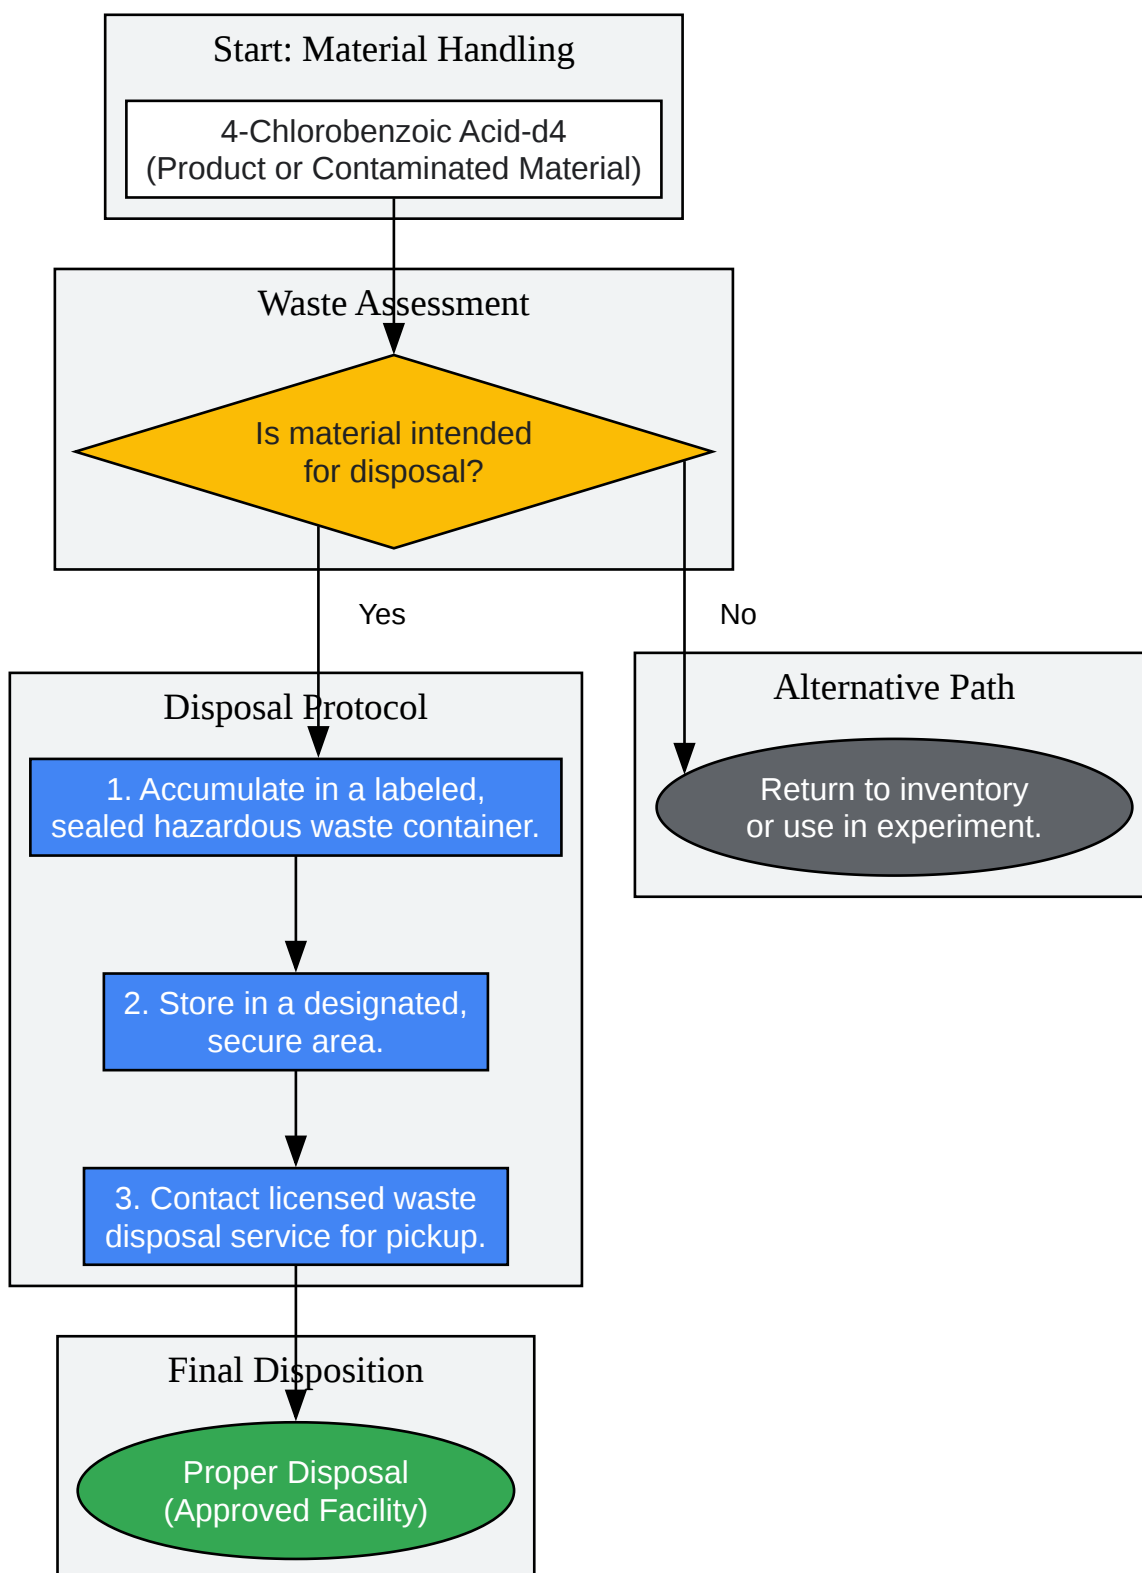 Start: Material Handling
4-Chlorobenzoic Acid-d4
(Product or Contaminated Material)
Waste Assessment
Is material intended
for disposal?
Yes
No
Disposal Protocol
1. Accumulate in a labeled,
sealed hazardous waste container.
2. Store in a designated,
secure area.
3. Contact licensed waste
disposal service for pickup.
Alternative Path
Return to inventory
or use in experiment.
Final Disposition
Proper Disposal
(Approved Facility)